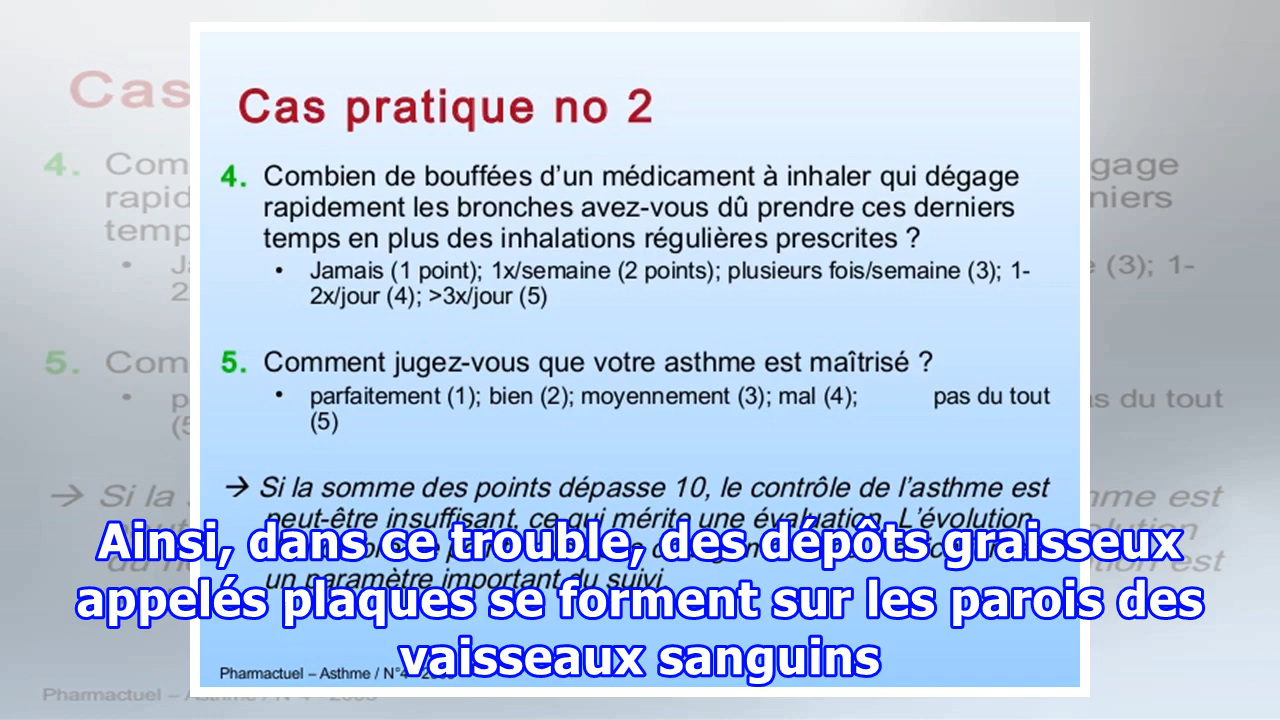 Cas pratique no 2
4. Combien de bouffées d'un médicament à inhaler qui dégage
rapidement les bronches avez-vous dû prendre ces derniers
temps en plus des inhalations régulières prescrites ?
• Jamais (1 point); 1x/semaine (2 points); plusieurs fois/semaine (3); 1-
2x/jour (4); >3x/jour (5)
5. Comment jugez-vous que votre asthme est maîtrisé ?
• parfaitement (1); bien (2); moyennement (3); mal (4); pas du tout
(5)
→ Si la somme des points dépasse 10, le contrôle de l'asthme est
peut-être insuffisant, ce qui mérite une évaluation. L'évolution
un paramètre important du suivi
Ainsi, dans ce trouble, des dépôts graisseux
appelés plaques se forment sur les parois des
vaisseaux sanguins
Pharmactuel – Asthme / N°4